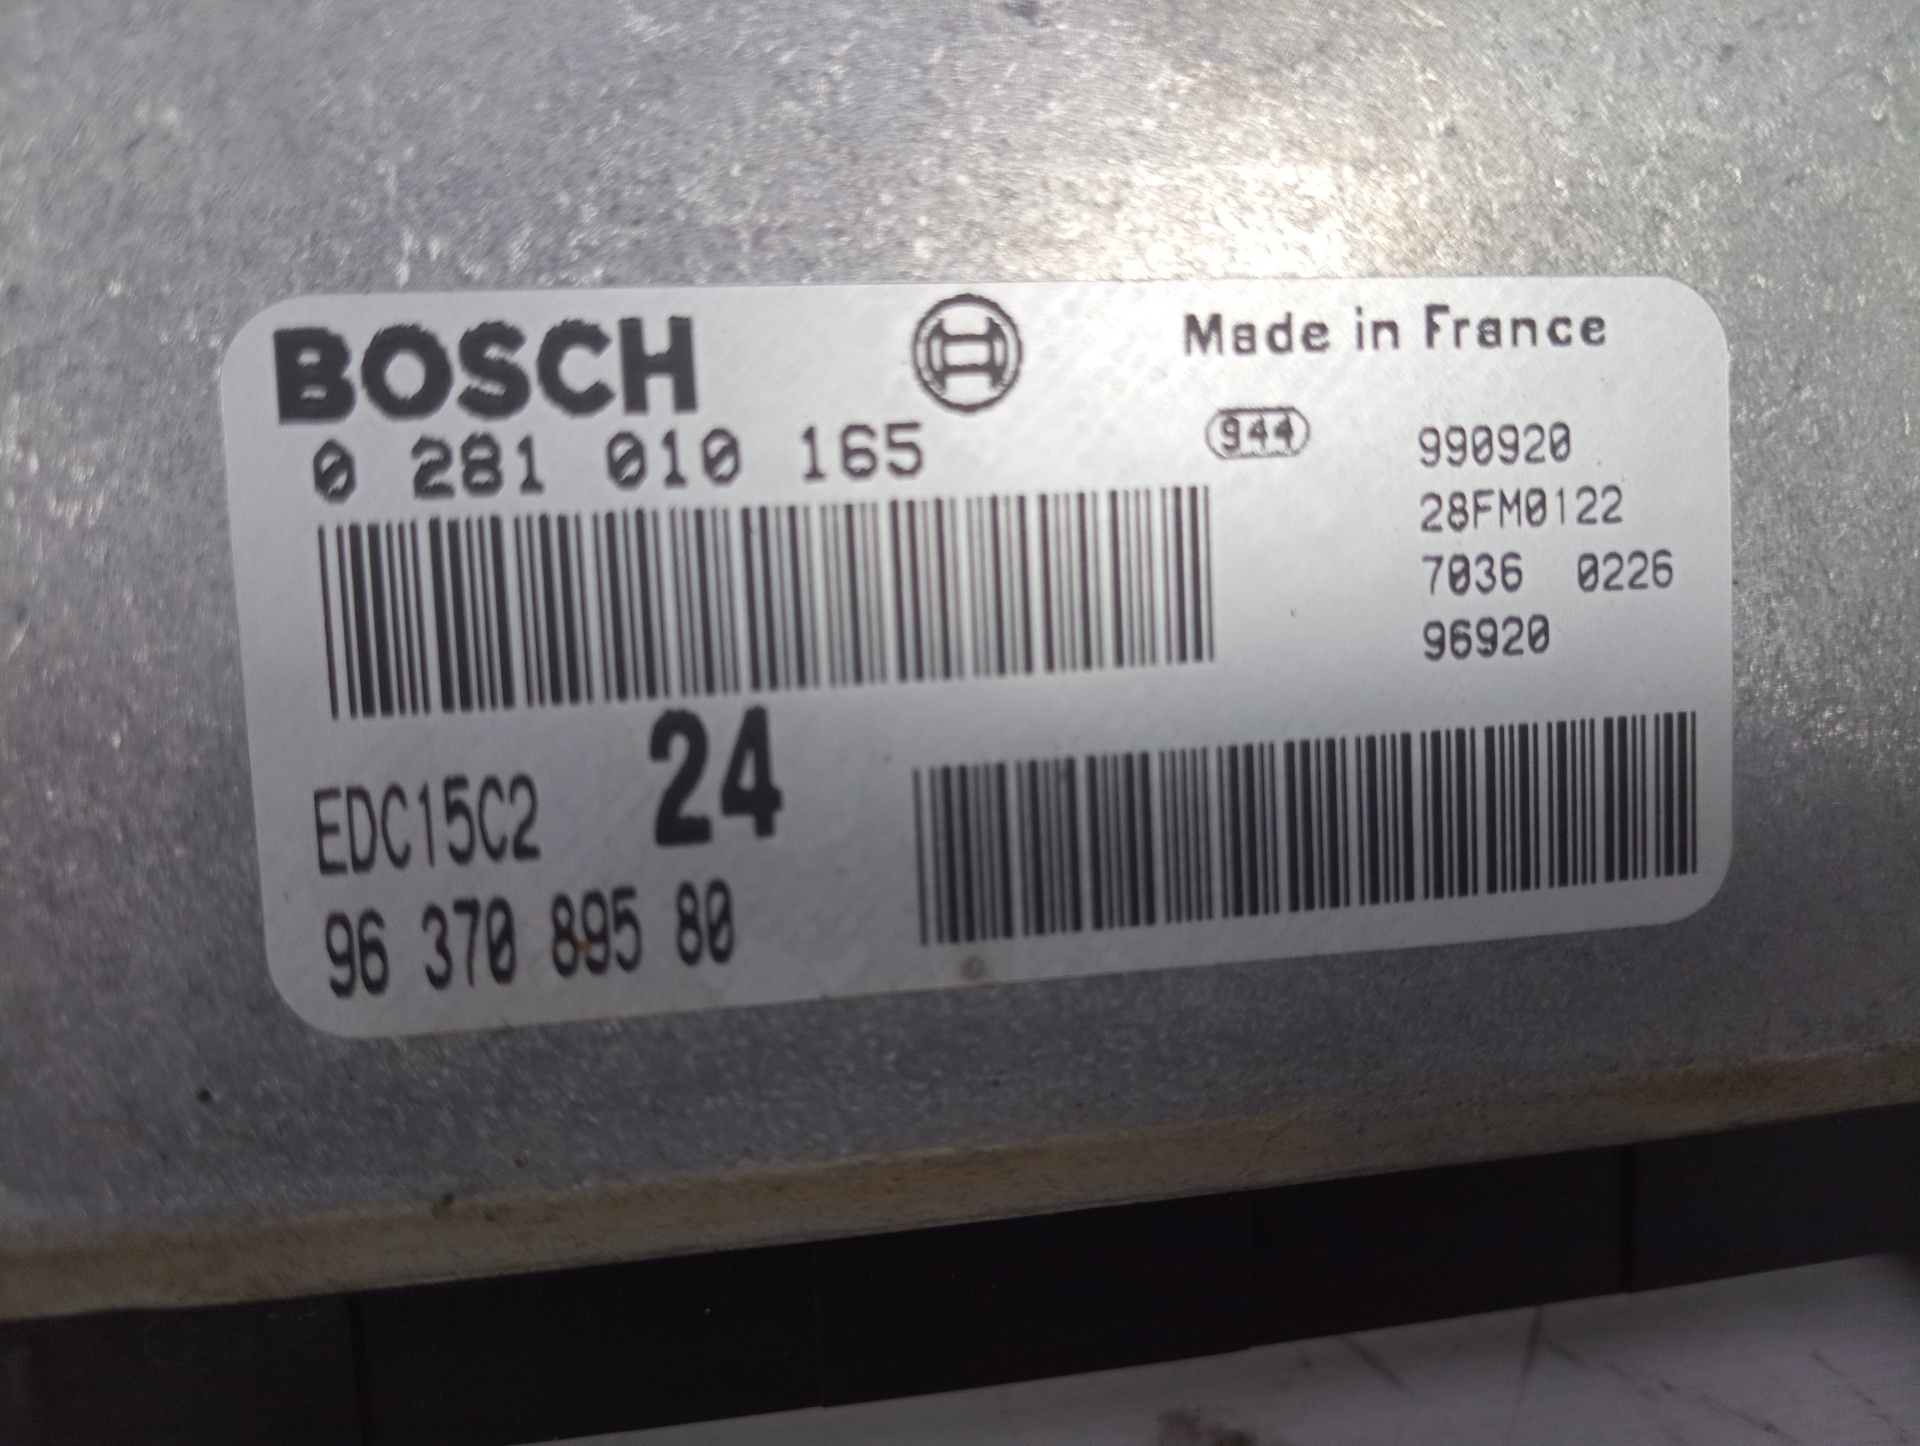 BOSCH
Made in France
0 281 010 165
944
990920
28FM0122
7036 0226
96920
EDC15C2 24
96 370 895 80